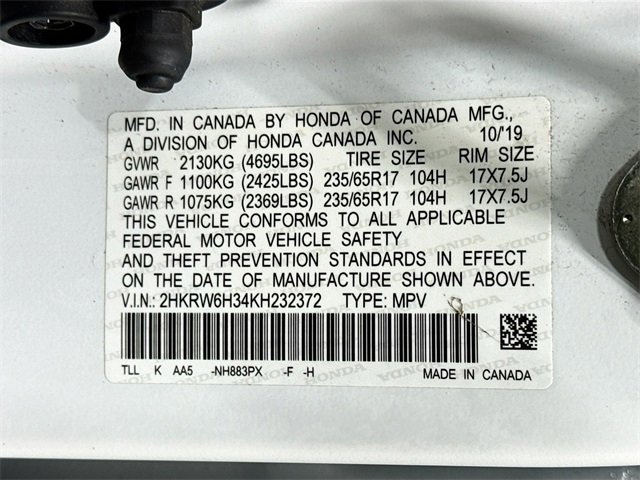 MFD. IN CANADA BY HONDA OF CANADA MFG.,
A DIVISION OF HONDA CANADA INC. 10/'19
GVWR 2130KG (4695LBS) TIRE SIZE RIM SIZE
GAWR F 1100KG (2425LBS) 235/65R17 104H 17X7.5J
GAWR R 1075KG (2369LBS) 235/65R17 104H 17X7.5J
THIS VEHICLE CONFORMS TO ALL APPLICABLE
FEDERAL MOTOR VEHICLE SAFETY
AND THEFT PREVENTION STANDARDS IN EFFECT
ON THE DATE OF MANUFACTURE SHOWN ABOVE.
V.I.N.: 2HKRW6H34KH232372 TYPE: MPV
TLL K AA5 -NH883PX -F -H MADE IN CANADA